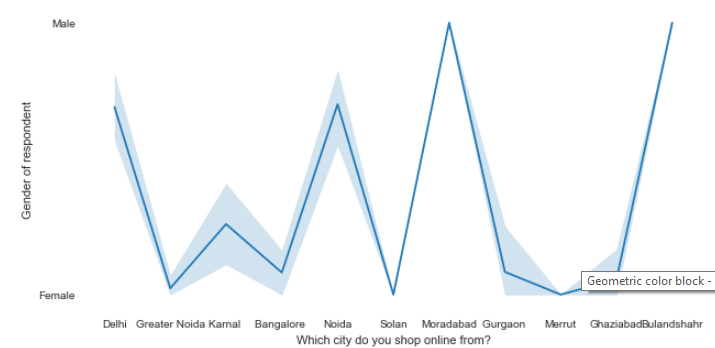 Male
Gender of respondent
Female
Geometric color block -
Delhi Greater Noida Karnal Bangalore Noida Solan Moradabad Gurgaon Merrut Ghaziabad Bulandshahr
Which city do you shop online from?